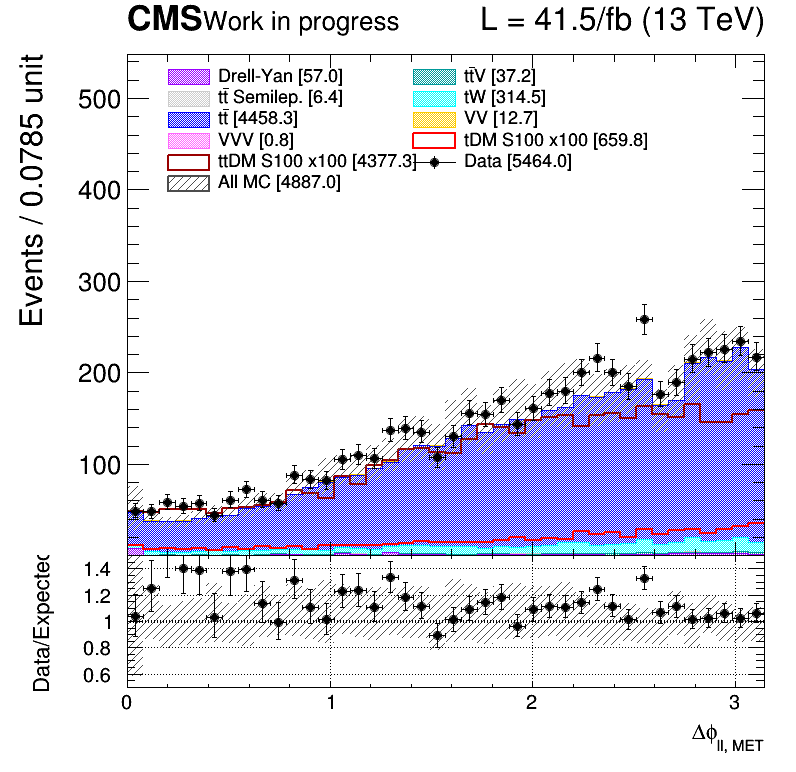 CMS Work in progress L = 41.5/fb (13 TeV)
Events / 0.0785 unit
500
400
300
200
100
Drell-Yan [57.0] tt̄V [37.2]
tt̄ Semilep. [6.4] tW [314.5]
tt̄ [4458.3] VV [12.7]
VVV [0.8] tDM S100 x100 [659.8]
ttDM S100 x100 [4377.3] Data [5464.0]
All MC [4887.0]
Data/Expected
1.4
1.2
1
0.8
0.6
0 1 2 3
Δϕll, MET